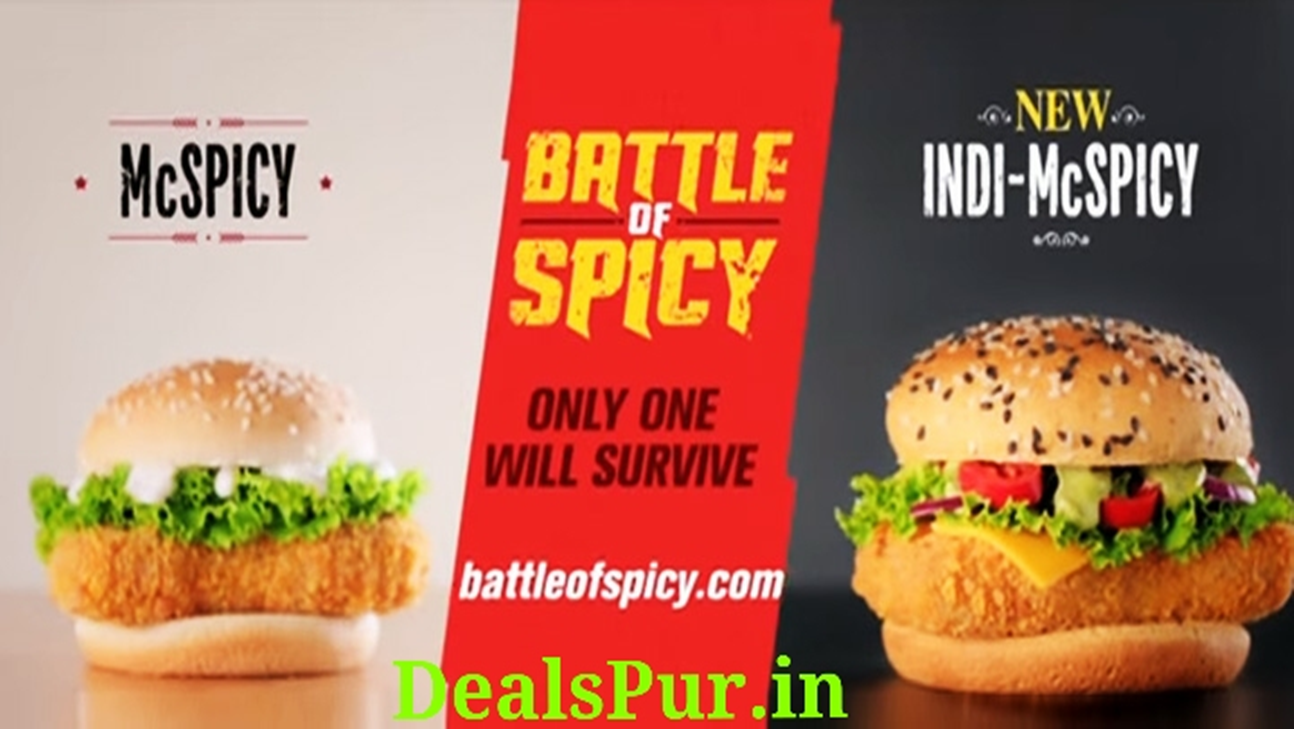 McSPICY
BATTLE
OF
SPICY
ONLY ONE
WILL SURVIVE
battleofspicy.com
NEW
INDI-McSPICY
DealsPur.in